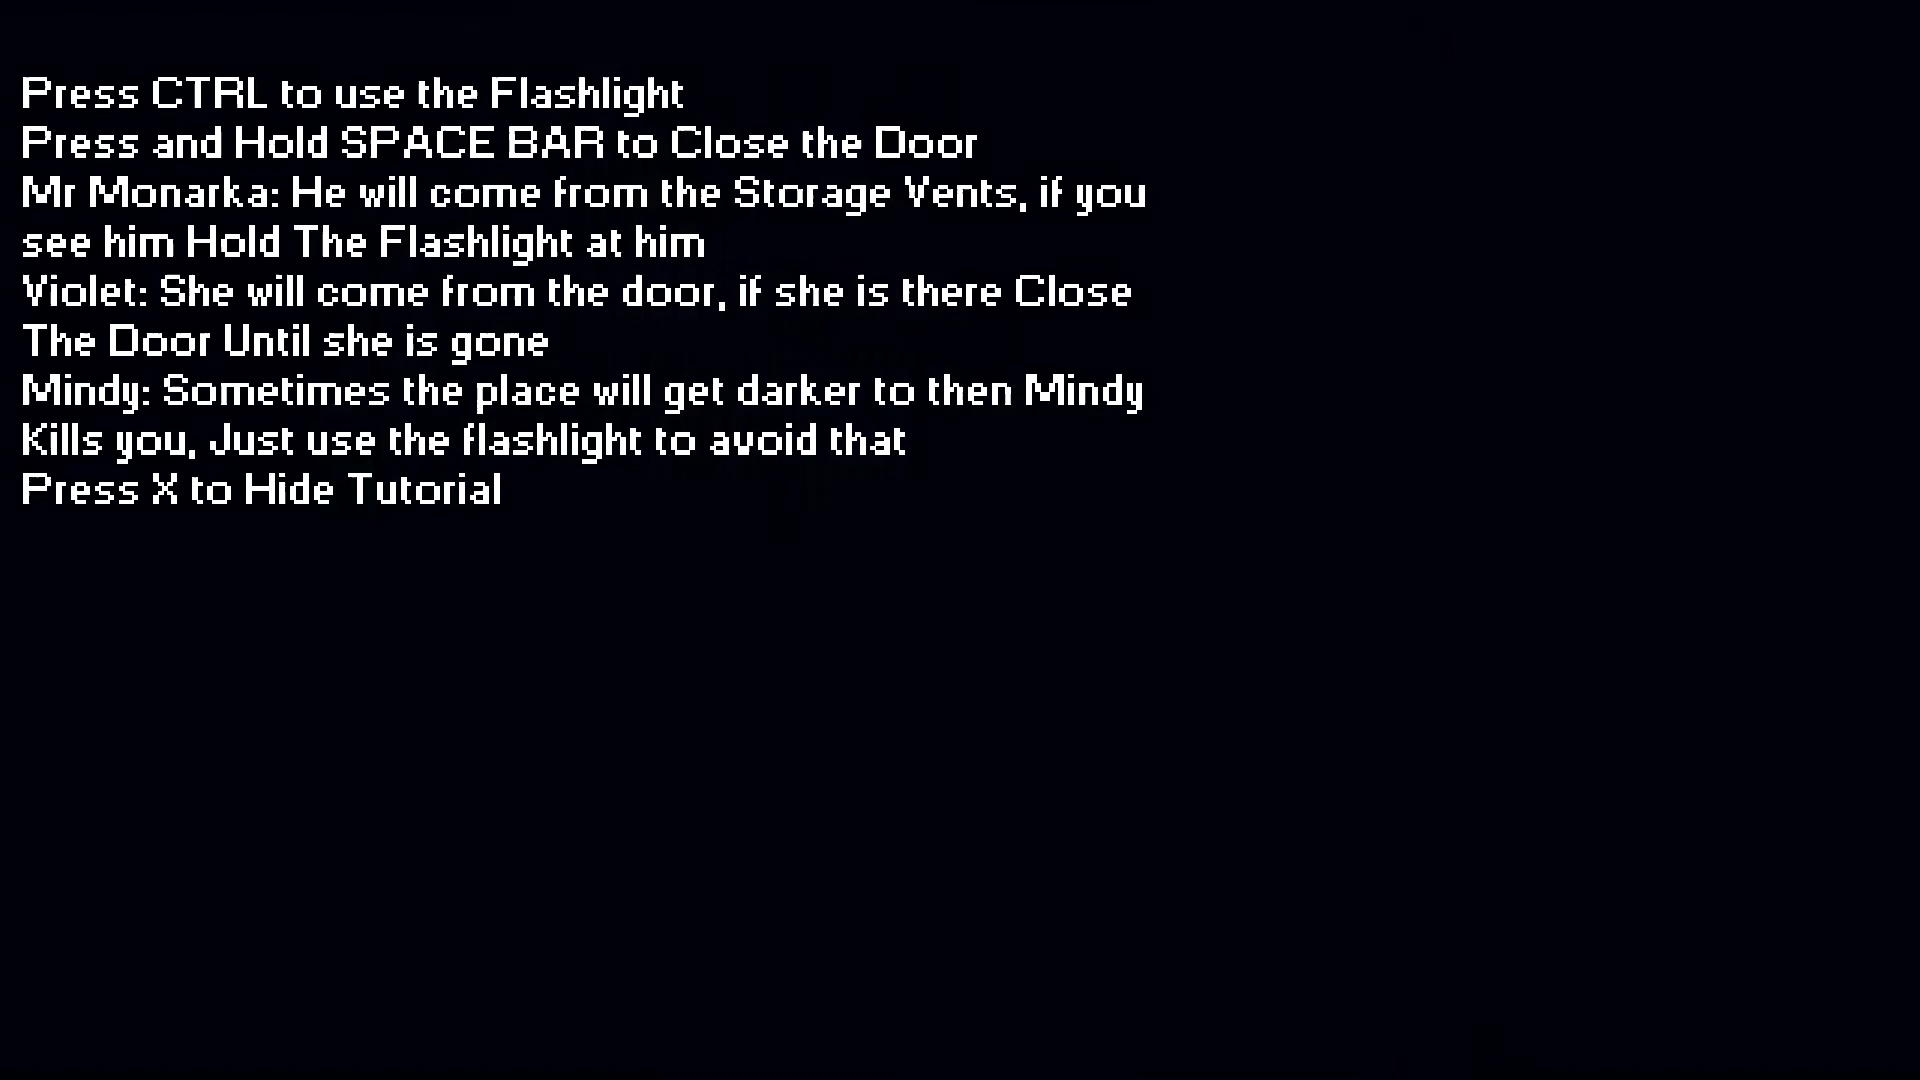 Press CTRL to use the Flashlight
Press and Hold SPACE BAR to Close the Door
Mr Monarka: He will come from the Storage Vents, if you
see him Hold The Flashlight at him
Violet: She will come from the door, if she is there Close
The Door Until she is gone
Mindy: Sometimes the place will get darker to then Mindy
Kills you, Just use the flashlight to avoid that
Press X to Hide Tutorial